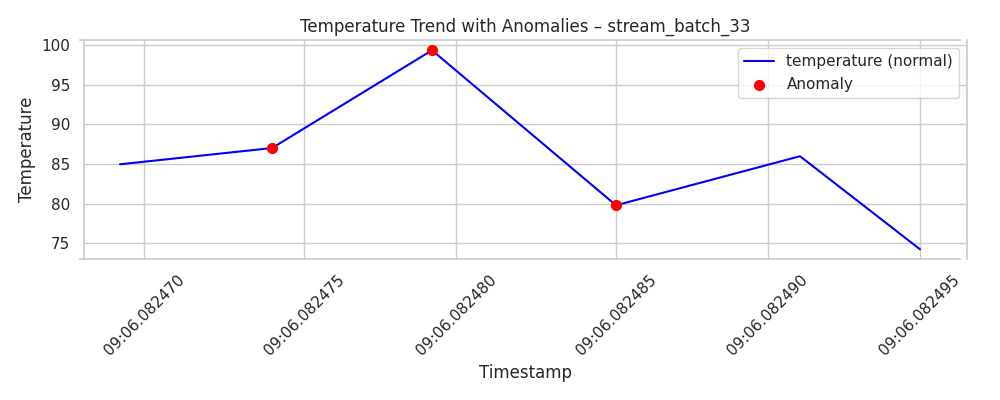 Temperature Trend with Anomalies – stream_batch_33
temperature (normal)
Anomaly
Temperature
100
95
90
85
80
75
09:06.082470
09:06.082475
09:06.082480
09:06.082485
09:06.082490
09:06.082495
Timestamp